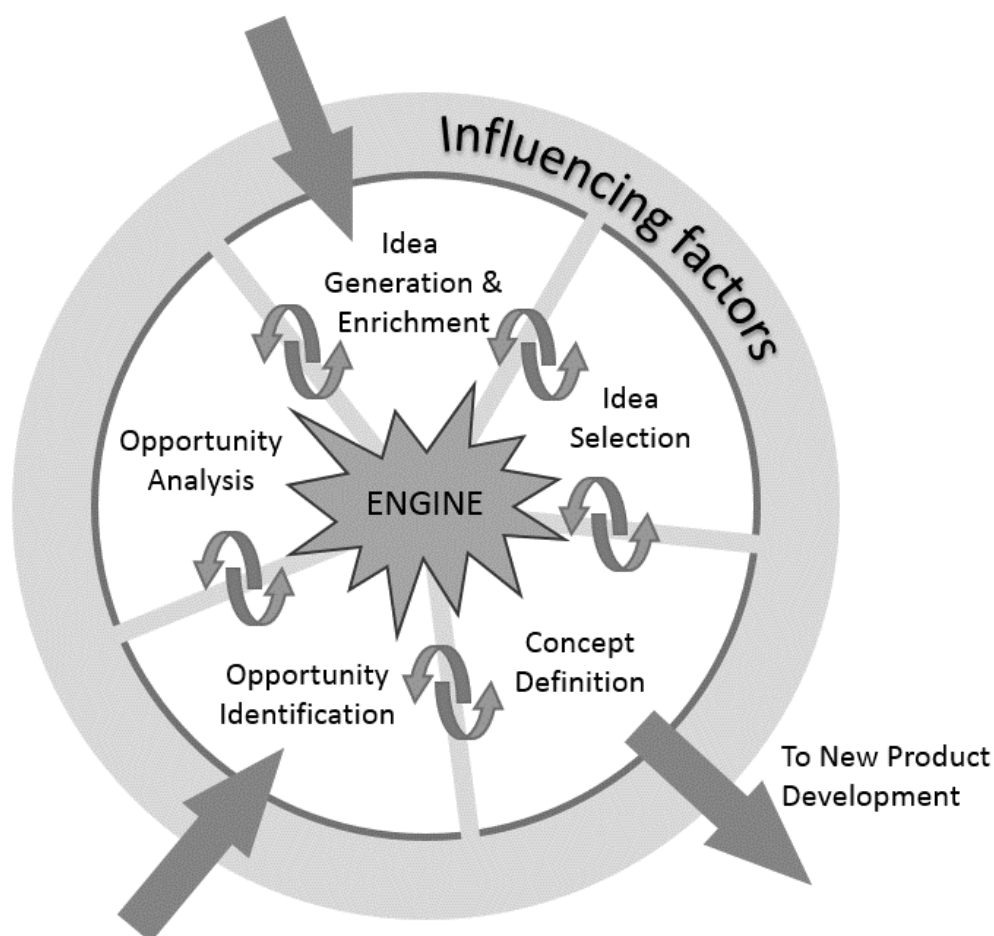 Influencing factors
Idea
Generation &
Enrichment
Idea
Selection
Opportunity
Analysis
ENGINE
Concept
Definition
Opportunity
Identification
To New Product
Development